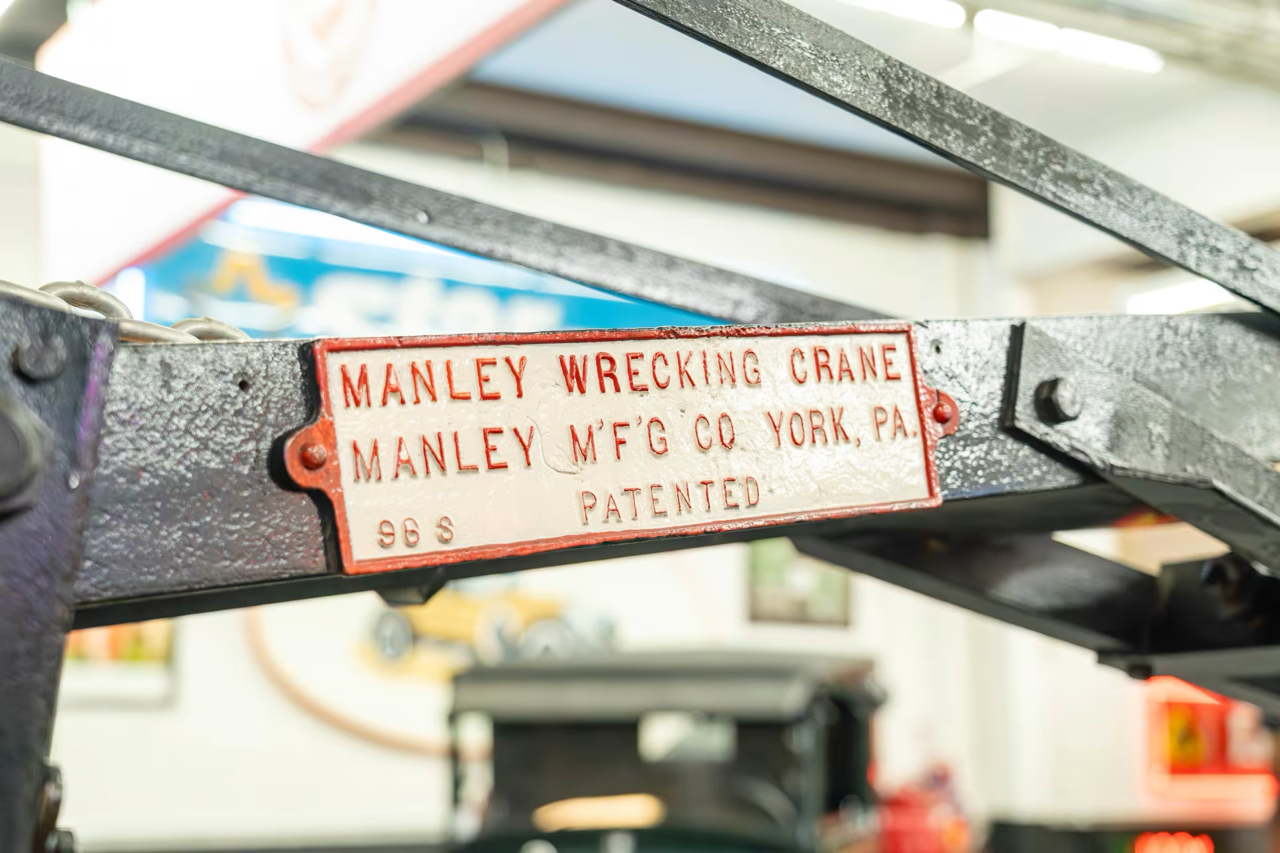 MANLEY WRECKING CRANE
MANLEY M'F'G CO YORK, PA.
PATENTED
96 S